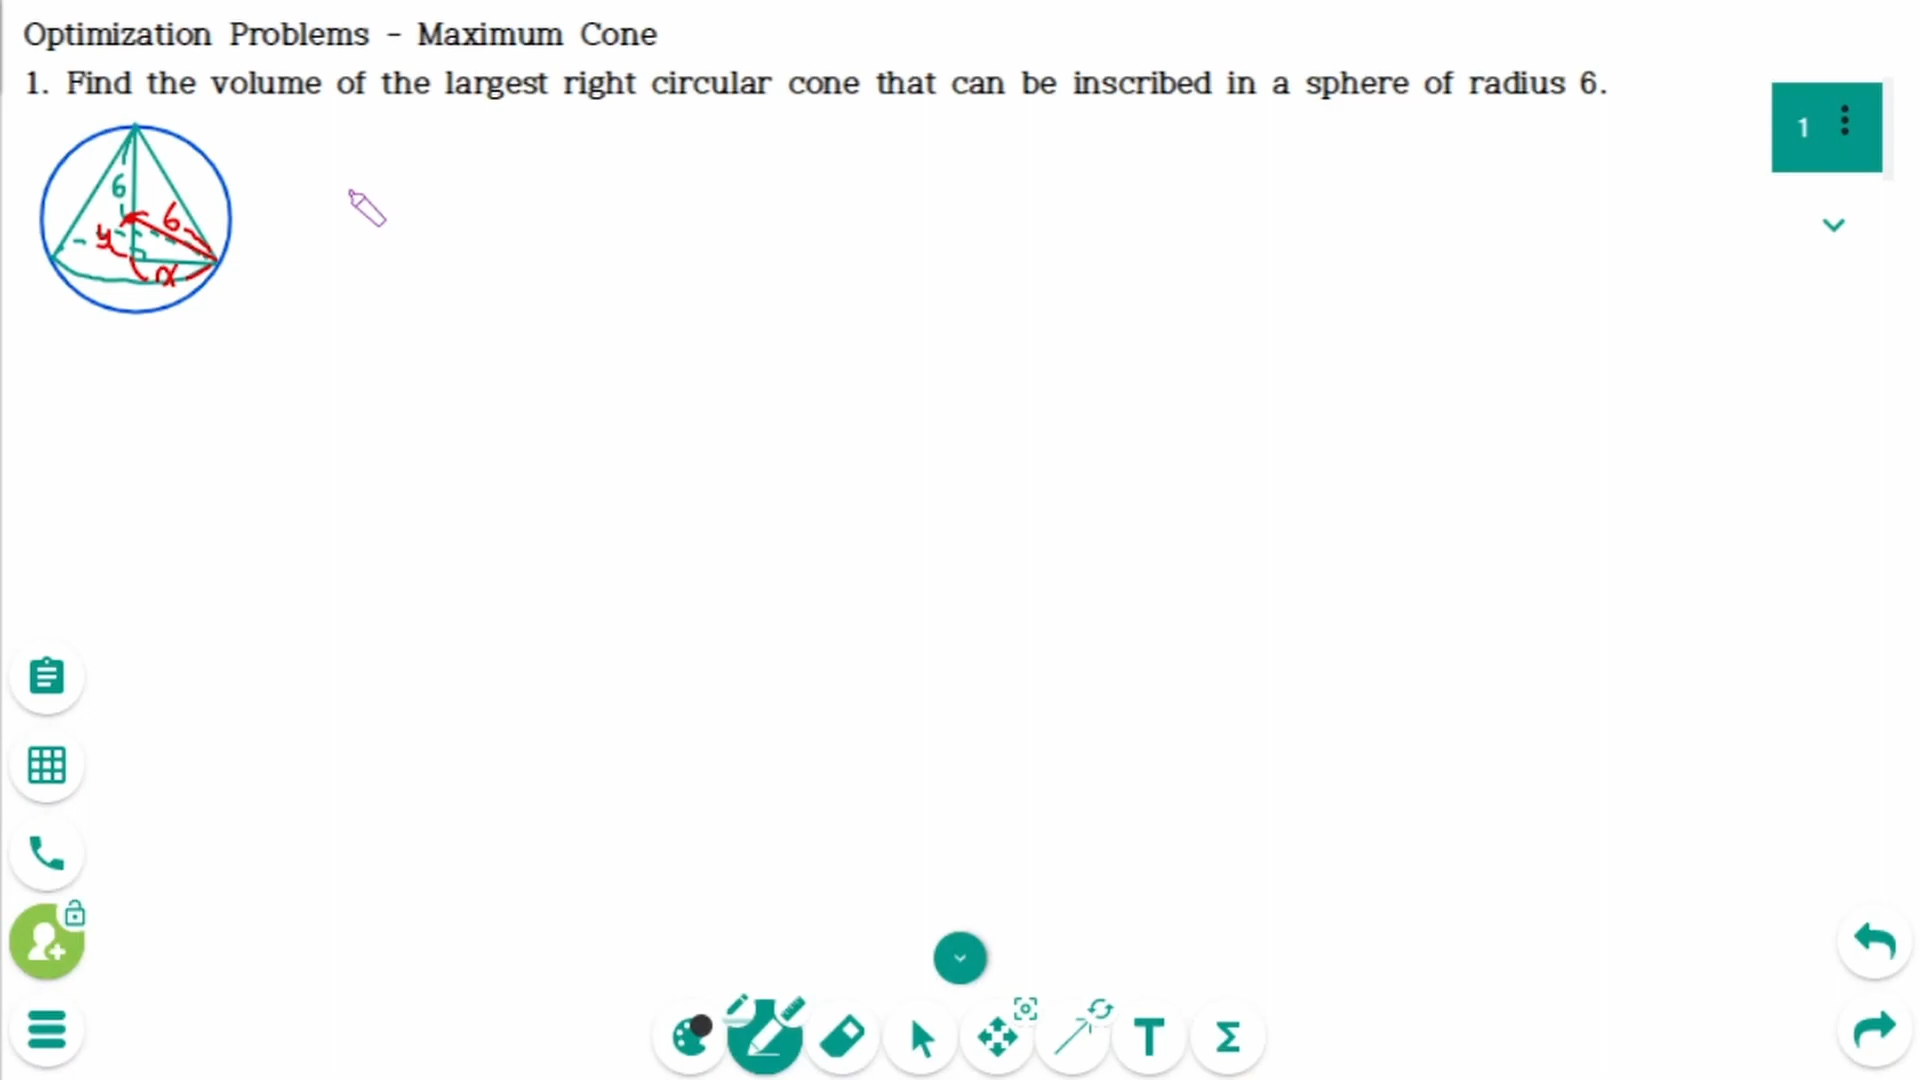 Optimization Problems - Maximum Cone
1. Find the volume of the largest right circular cone that can be inscribed in a sphere of radius 6.
1
6
6
y
x
T
Σ